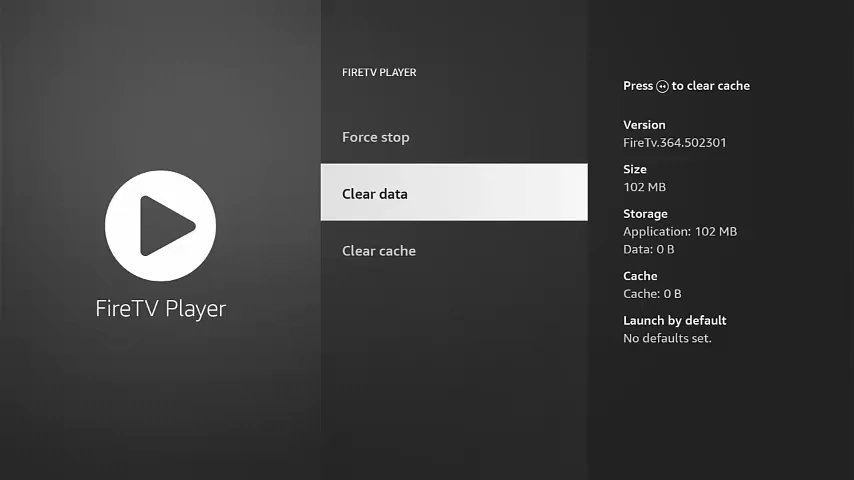 FireTV Player
FIRETV PLAYER
Force stop
Clear data
Clear cache
Press to clear cache
Version
FireTv.364.502301
Size
102 MB
Storage
Application: 102 MB
Data: 0 B
Cache
Cache: 0 B
Launch by default
No defaults set.